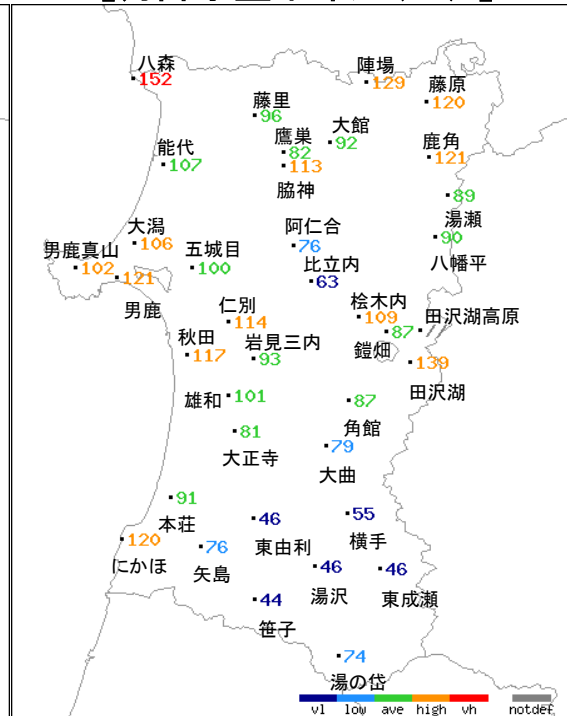 八森
152
陣場
129
藤原
120
藤里
96
鷹巣
82
大館
92
鹿角
121
能代
107
113
脇神
89
湯瀬
大潟
106
阿仁合
76
90
八幡平
男鹿真山
102
五城目
100
121
男鹿
比立内
63
仁別
114
桧木内
109
田沢湖高原
87
鎧畑
秋田
117
岩見三内
93
139
田沢湖
雄和
101
87
角館
81
大正寺
79
大曲
91
本荘
46
東由利
55
横手
120
にかほ
76
矢島
46
湯沢
46
東成瀬
44
笹子
74
湯の岱
vl low ave high vh notdef